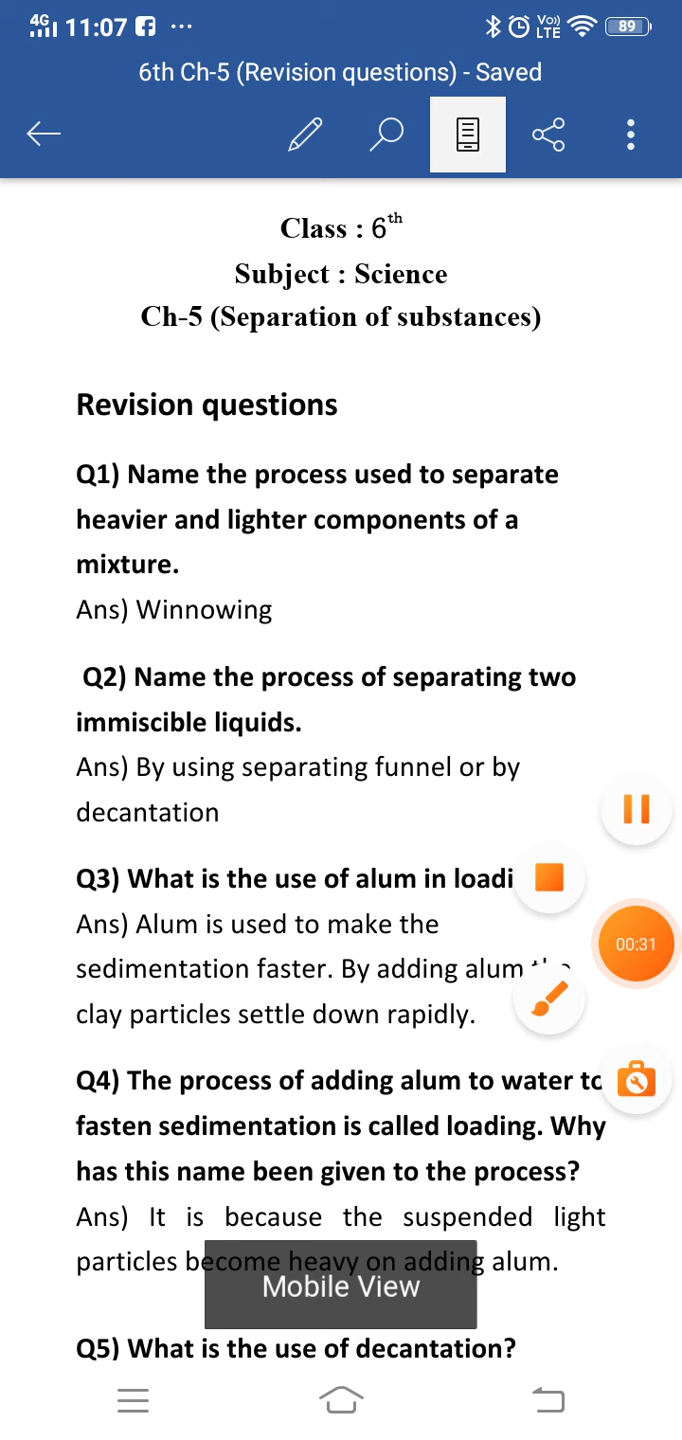 4G 11:07 ... Vo)) LTE 89
6th Ch-5 (Revision questions) - Saved
Class : 6th
Subject : Science
Ch-5 (Separation of substances)
Revision questions
Q1) Name the process used to separate
heavier and lighter components of a
mixture.
Ans) Winnowing
Q2) Name the process of separating two
immiscible liquids.
Ans) By using separating funnel or by
decantation
Q3) What is the use of alum in loadi
Ans) Alum is used to make the
sedimentation faster. By adding alum
00:31
clay particles settle down rapidly.
Q4) The process of adding alum to water to
fasten sedimentation is called loading. Why
has this name been given to the process?
Ans) It is because the suspended light
particles become heavy on adding alum.
Mobile View
Q5) What is the use of decantation?